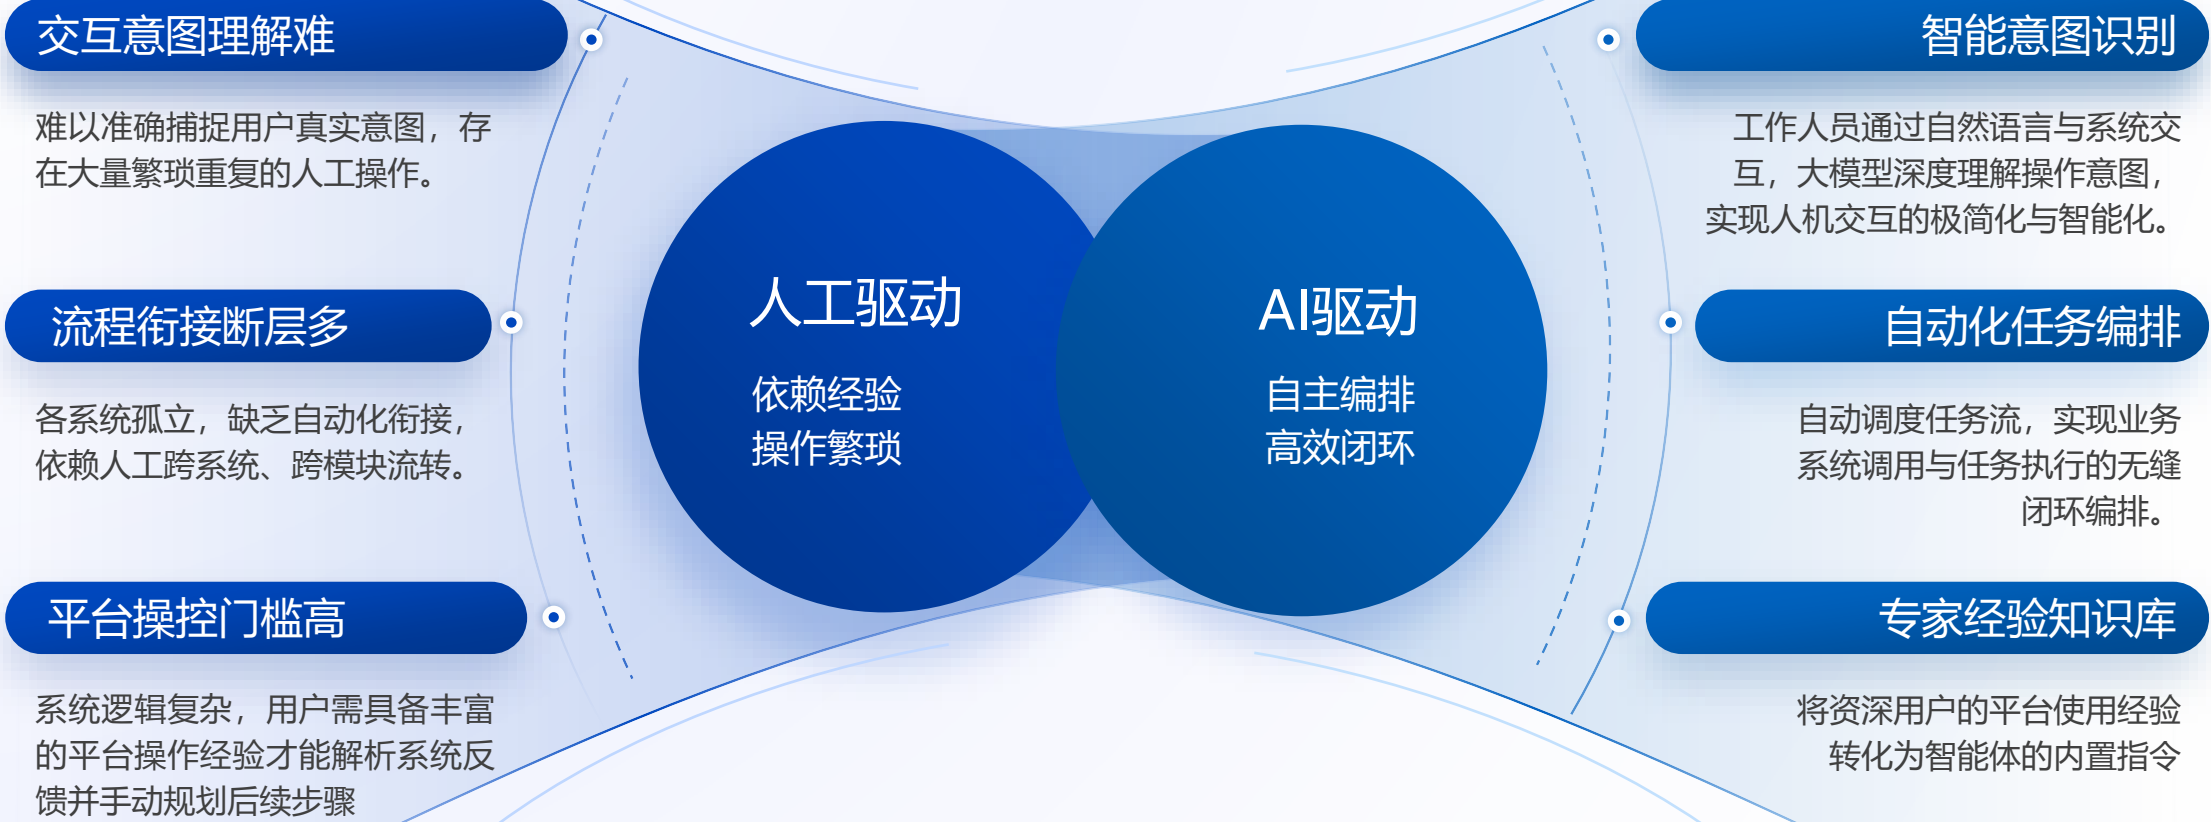 交互意图理解难
难以准确捕捉用户真实意图，存
在大量繁琐重复的人工操作。
流程衔接断层多
各系统孤立，缺乏自动化衔接，
依赖人工跨系统、跨模块流转。
平台操控门槛高
系统逻辑复杂，用户需具备丰富
的平台操作经验才能解析系统反
馈并手动规划后续步骤
人工驱动
依赖经验
操作繁琐
AI驱动
自主编排
高效闭环
智能意图识别
工作人员通过自然语言与系统交
互，大模型深度理解操作意图，
实现人机交互的极简化与智能化。
自动化任务编排
自动调度任务流，实现业务
系统调用与任务执行的无缝
闭环编排。
专家经验知识库
将资深用户的平台使用经验
转化为智能体的内置指令